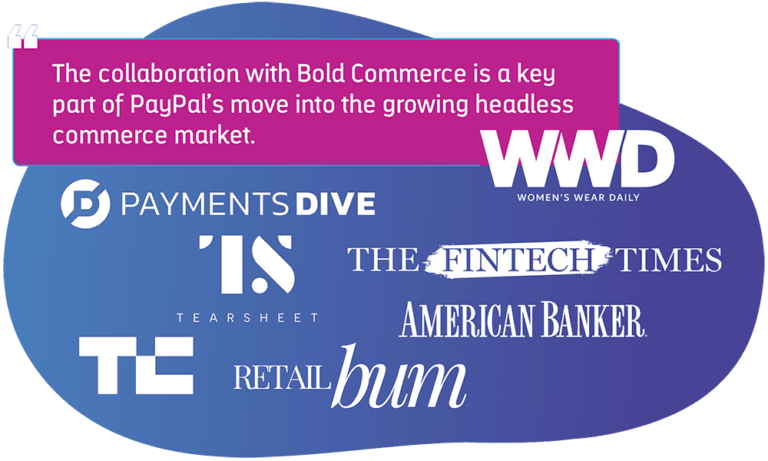 “
The collaboration with Bold Commerce is a key
part of PayPal’s move into the growing headless
commerce market.
WWD
WOMEN'S WEAR DAILY
PAYMENTS DIVE
TS
TEARSHEET
THE FINTECH TIMES
AMERICAN BANKER.
TC
RETAIL bum